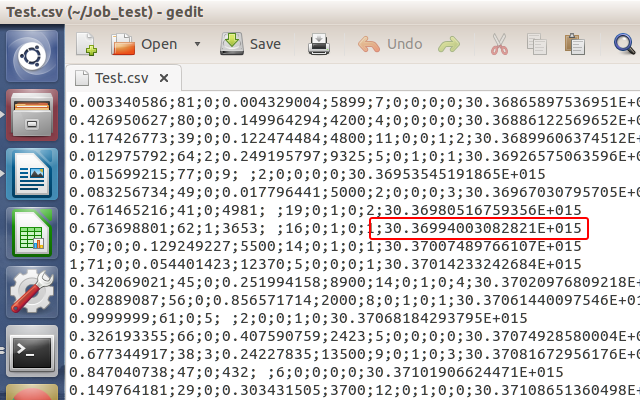 Test.csv (~/Job_test) - gedit
Open Save Undo
Test.csv ×
0.003340586;81;0;0.004329004;5899;7;0;0;0;0;30.36865897536951E+0
0.426950627;80;0;0.149964294;4200;4;0;0;0;0;30.36886122569652E+0
0.117426773;39;0;0.122474484;4800;11;0;0;1;2;30.36899606374512E+
0.012975792;64;2;0.249195797;9325;5;0;1;0;1;30.36926575063596E+0
0.015699215;77;0;9; ;2;0;0;0;0;30.36953545191865E+015
0.083256734;49;0;0.017796441;5000;2;0;0;0;3;30.36967030795705E+0
0.761465216;41;0;4981; ;19;0;1;0;2;30.36980516759356E+015
0.673698801;62;1;3653; ;16;0;1;0;1;30.36994003082821E+015
0;70;0;0.129249227;5500;14;0;1;0;1;30.37007489766107E+015
1;71;0;0.054401423;12370;5;0;0;0;1;30.37014233242684E+015
0.342069021;45;0;0.251994158;8900;14;0;1;0;4;30.37020976809218E+
0.02889087;56;0;0.856571714;2000;8;0;1;0;1;30.37061440097546E+01
0.9999999;61;0;5; ;2;0;0;1;0;30.37068184293795E+015
0.326193355;66;0;0.407590759;2423;5;0;0;0;0;30.37074928580004E+0
0.677344917;38;3;0.24227835;13500;9;0;1;0;3;30.37081672956176E+0
0.847040738;47;0;432; ;6;0;0;0;0;30.37101906624471E+015
0.149764181;29;0;0.303431505;3700;12;0;1;0;0;30.37108651360498E+